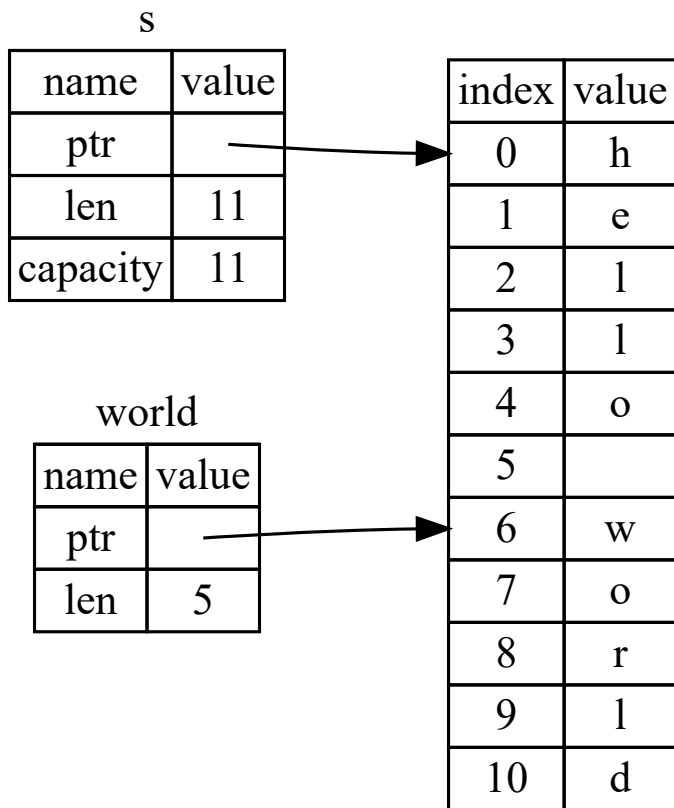 s
name value
ptr
len 11
capacity 11
world
name value
ptr
len 5
index value
0 h
1 e
2 l
3 l
4 o
5
6 w
7 o
8 r
9 l
10 d